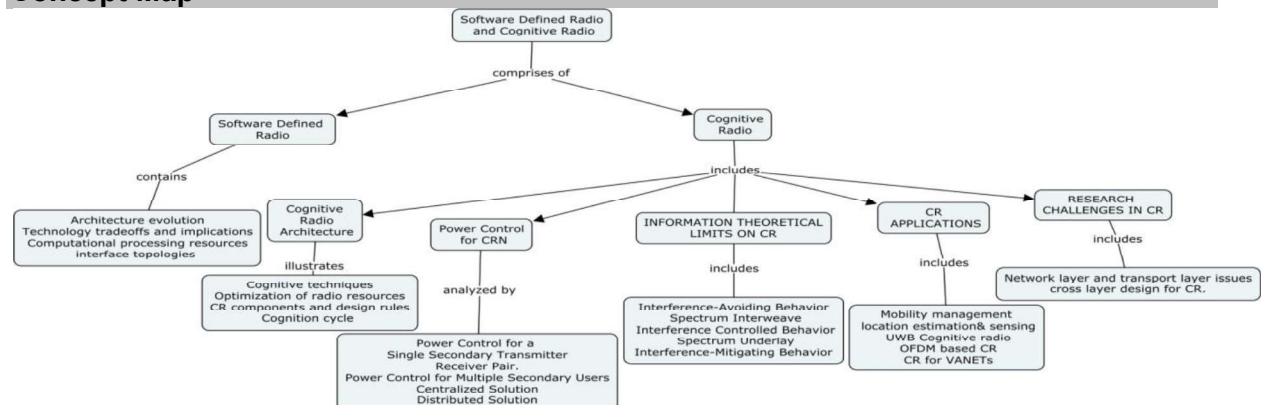 Concept Map
Software Defined Radio
and Cognitive Radio
comprises of
Software Defined
Radio
Cognitive
Radio
contains
includes
Architecture evolution
Technology tradeoffs and implications
Computational processing resources
interface topologies
Cognitive
Radio
Architecture
Power Control
for CRN
INFORMATION THEORETICAL
LIMITS ON CR
CR
APPLICATIONS
RESEARCH
CHALLENGES IN CR
illustrates
analyzed by
includes
includes
includes
Cognitive techniques
Optimization of radio resources
CR components and design rules
Cognition cycle
Power Control for a
Single Secondary Transmitter
Receiver Pair.
Power Control for Multiple Secondary Users
Centralized Solution
Distributed Solution
Interference-Avoiding Behavior
Spectrum Interweave
Interference Controlled Behavior
Spectrum Underlay
Interference-Mitigating Behavior
Mobility management
location estimation& sensing
UWB Cognitive radio
OFDM based CR
CR for VANETs
Network layer and transport layer issues
cross layer design for CR.